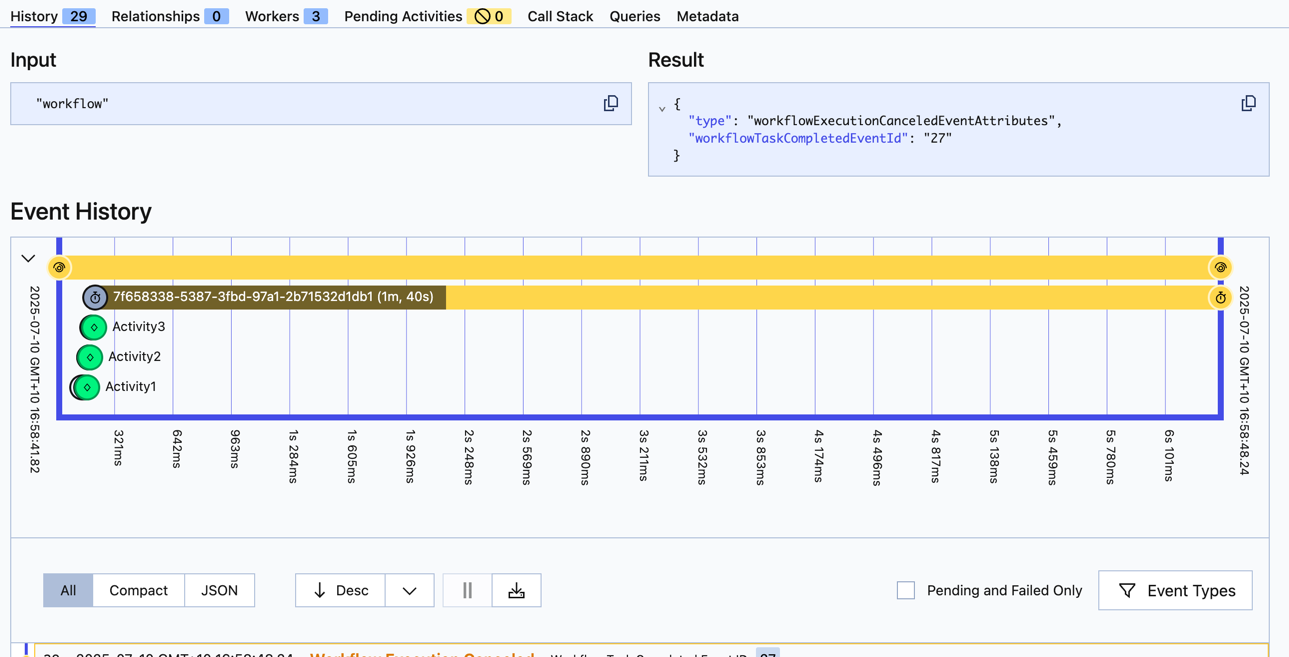 History 29 Relationships 0 Workers 3 Pending Activities 0 Call Stack Queries Metadata
Input
Result
"workflow"
{
"type": "workflowExecutionCanceledEventAttributes",
"workflowTaskCompletedEventId": "27"
}
Event History
7f658338-5387-3fbd-97a1-2b71532d1db1 (1m, 40s)
Activity3
Activity2
Activity1
2025-07-10 GMT+10 16:58:41.82
2025-07-10 GMT+10 16:58:48.24
321ms
642ms
963ms
1s 284ms
1s 605ms
1s 926ms
2s 248ms
2s 569ms
2s 890ms
3s 211ms
3s 532ms
3s 853ms
4s 174ms
4s 496ms
4s 817ms
5s 138ms
5s 459ms
5s 780ms
6s 101ms
All Compact JSON Desc Pending and Failed Only Event Types
Workflow Execution Canceled Workflow Task Completed Event ID 27